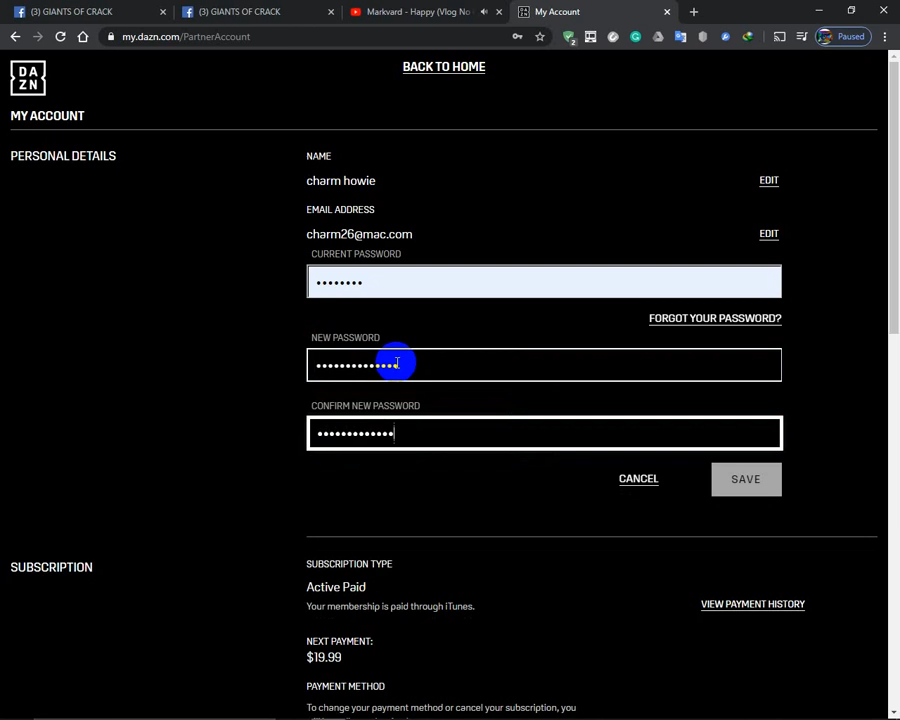 (3) GIANTS OF CRACK
(3) GIANTS OF CRACK
Markvard - Happy (Vlog No
My Account
my.dazn.com/PartnerAccount
Paused
DA
ZN
BACK TO HOME
MY ACCOUNT
PERSONAL DETAILS
NAME
charm howie
EDIT
EMAIL ADDRESS
charm26@mac.com
EDIT
CURRENT PASSWORD
FORGOT YOUR PASSWORD?
NEW PASSWORD
CONFIRM NEW PASSWORD
CANCEL
SAVE
SUBSCRIPTION
SUBSCRIPTION TYPE
Active Paid
Your membership is paid through iTunes.
VIEW PAYMENT HISTORY
NEXT PAYMENT:
$19.99
PAYMENT METHOD
To change your payment method or cancel your subscription, you